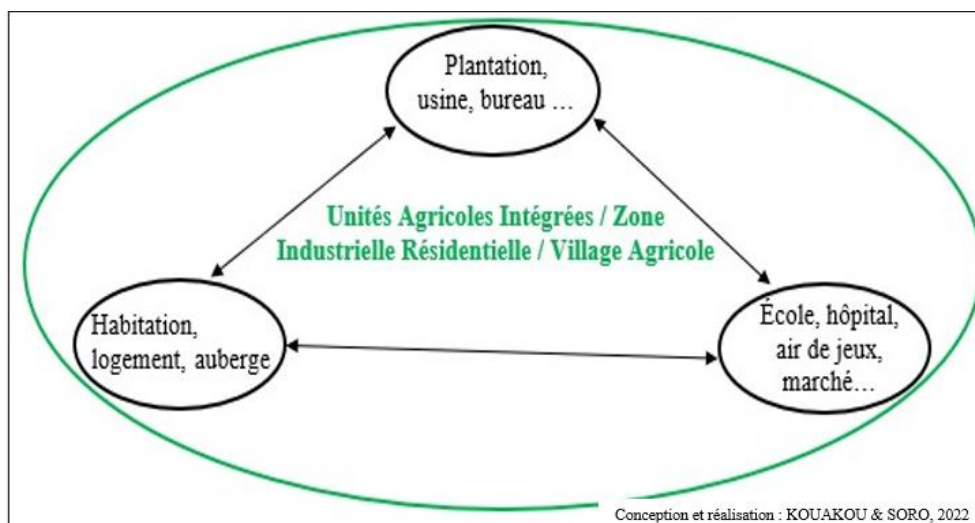 Plantation,
usine, bureau …
Unités Agricoles Intégrées / Zone
Industrielle Résidentielle / Village Agricole
Habitation,
logement, auberge
École, hôpital,
air de jeux,
marché…
Conception et réalisation : KOUAKOU & SORO, 2022